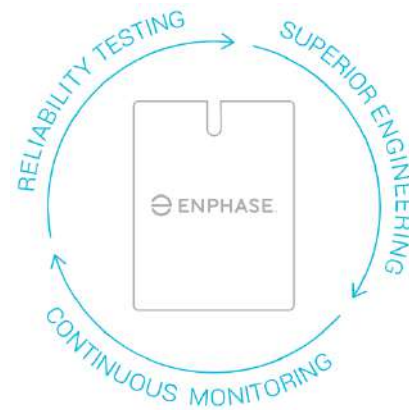 RELIABILITY TESTING
SUPERIOR ENGINEERING
ENPHASE
CONTINUOUS MONITORING